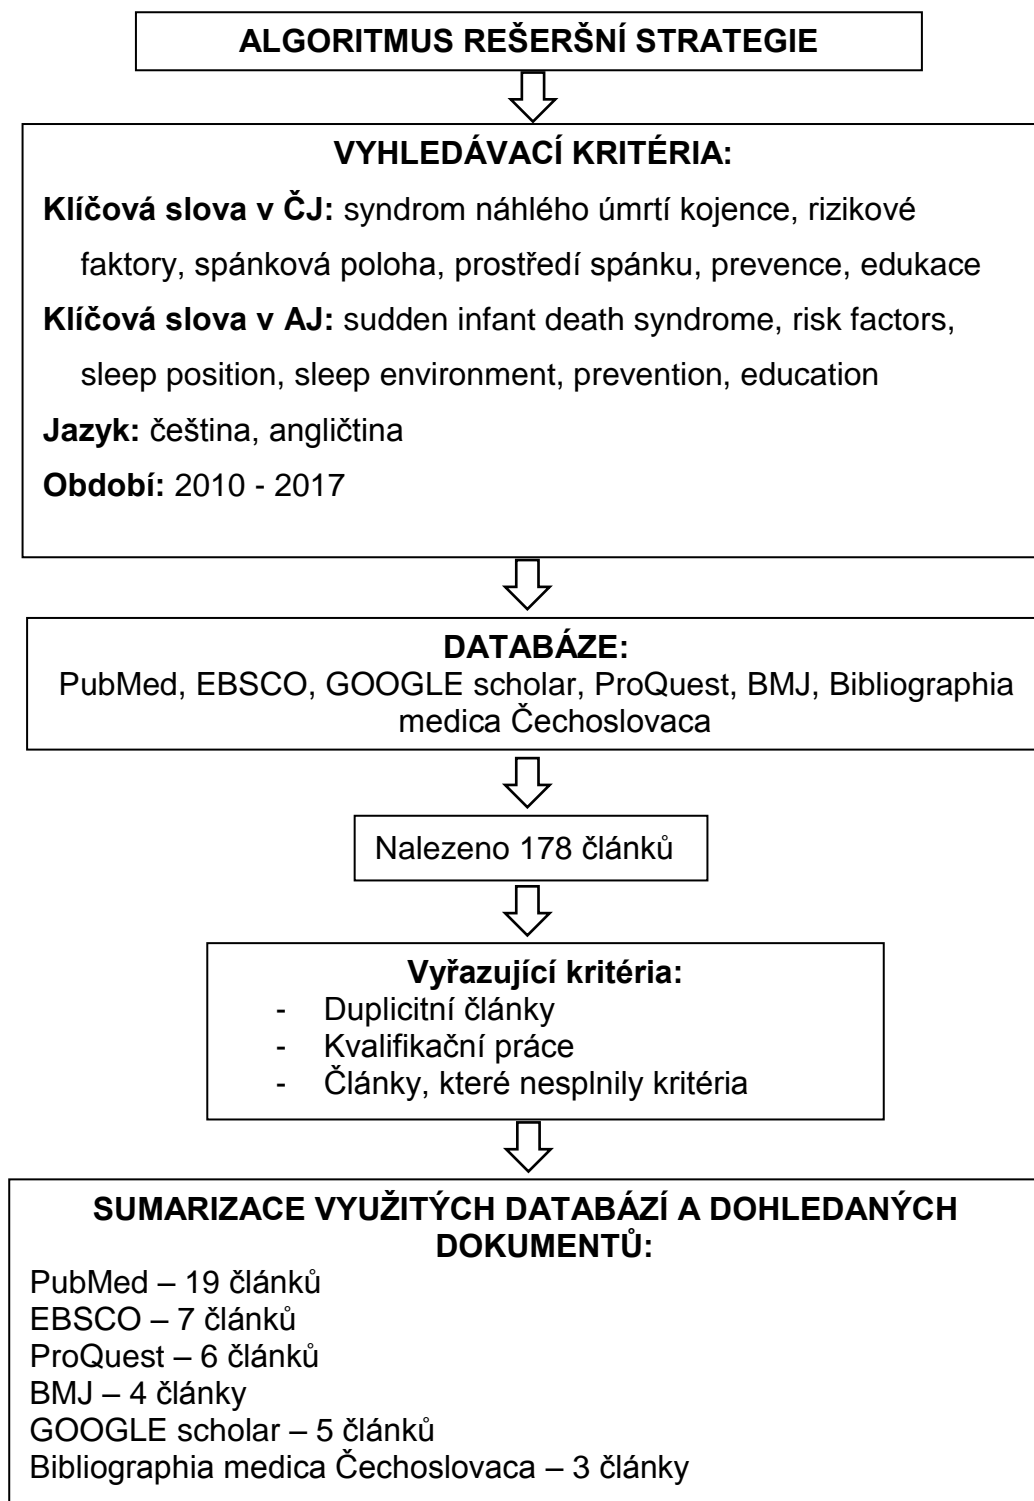 ALGORITMUS REŠERŠNÍ STRATEGIE
VYHLEDÁVACÍ KRITÉRIA:
Klíčová slova v ČJ: syndrom náhlého úmrtí kojence, rizikové
faktory, spánková poloha, prostředí spánku, prevence, edukace
Klíčová slova v AJ: sudden infant death syndrome, risk factors,
sleep position, sleep environment, prevention, education
Jazyk: čeština, angličtina
Období: 2010 - 2017
DATABÁZE:
PubMed, EBSCO, GOOGLE scholar, ProQuest, BMJ, Bibliographia
medica Čechoslovaca
Nalezeno 178 článků
Vyřazující kritéria:
- Duplicitní články
- Kvalifikační práce
- Články, které nesplnily kritéria
SUMARIZACE VYUŽITÝCH DATABÁZÍ A DOHLEDANÝCH
DOKUMENTŮ:
PubMed – 19 článků
EBSCO – 7 článků
ProQuest – 6 článků
BMJ – 4 články
GOOGLE scholar – 5 článků
Bibliographia medica Čechoslovaca – 3 články